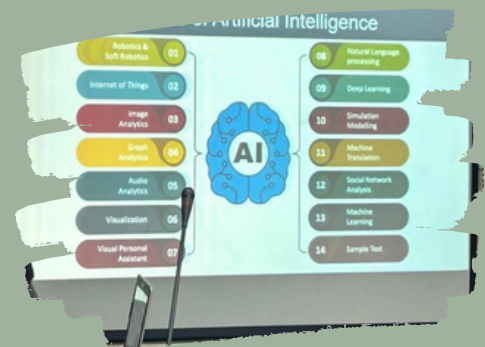 of Artificial Intelligence
Robotics &
Soft Robotics
01
Internet of Things
02
Image
Analytics
03
Graph
Analytics
04
Audio
Analytics
05
Visualization
06
Visual Personal
Assistant
07
AI
08
Natural Language
processing
09
Deep Learning
10
Simulation
Modelling
11
Machine
Translation
12
Social Network
Analysis
13
Machine
Learning
14
Sample Text